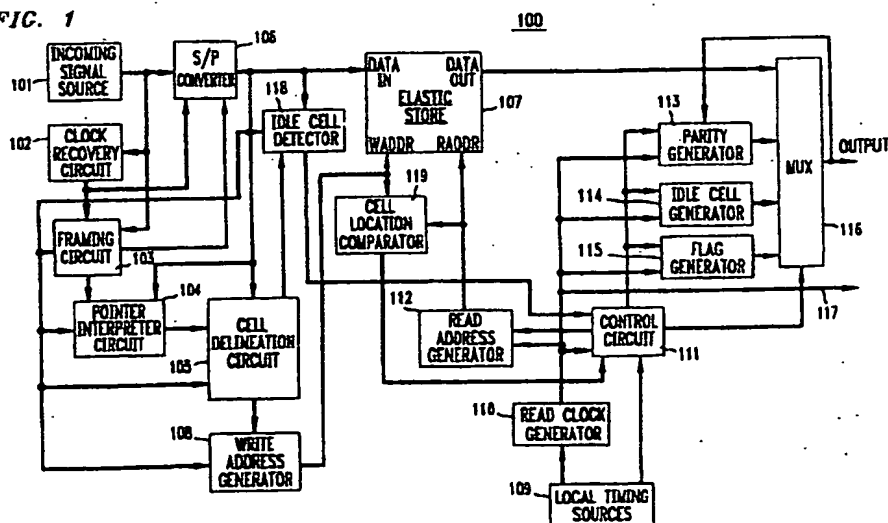 FIG. 1
100
INCOMING
SIGNAL
SOURCE
101
S/P
CONVERTER
106
118
IDLE CELL
DETECTOR
DATA
IN
DATA
OUT
ELASTIC
STORE
WADDR
RADDR
107
102
CLOCK
RECOVERY
CIRCUIT
FRAMING
CIRCUIT
103
104
POINTER
INTERPRETER
CIRCUIT
CELL
DELINEATION
CIRCUIT
105
108
WRITE
ADDRESS
GENERATOR
119
CELL
LOCATION
COMPARATOR
112
READ
ADDRESS
GENERATOR
113
PARITY
GENERATOR
114
IDLE CELL
GENERATOR
115
FLAG
GENERATOR
MUX
OUTPUT
116
117
CONTROL
CIRCUIT
111
110
READ CLOCK
GENERATOR
109
LOCAL TIMING
SOURCES